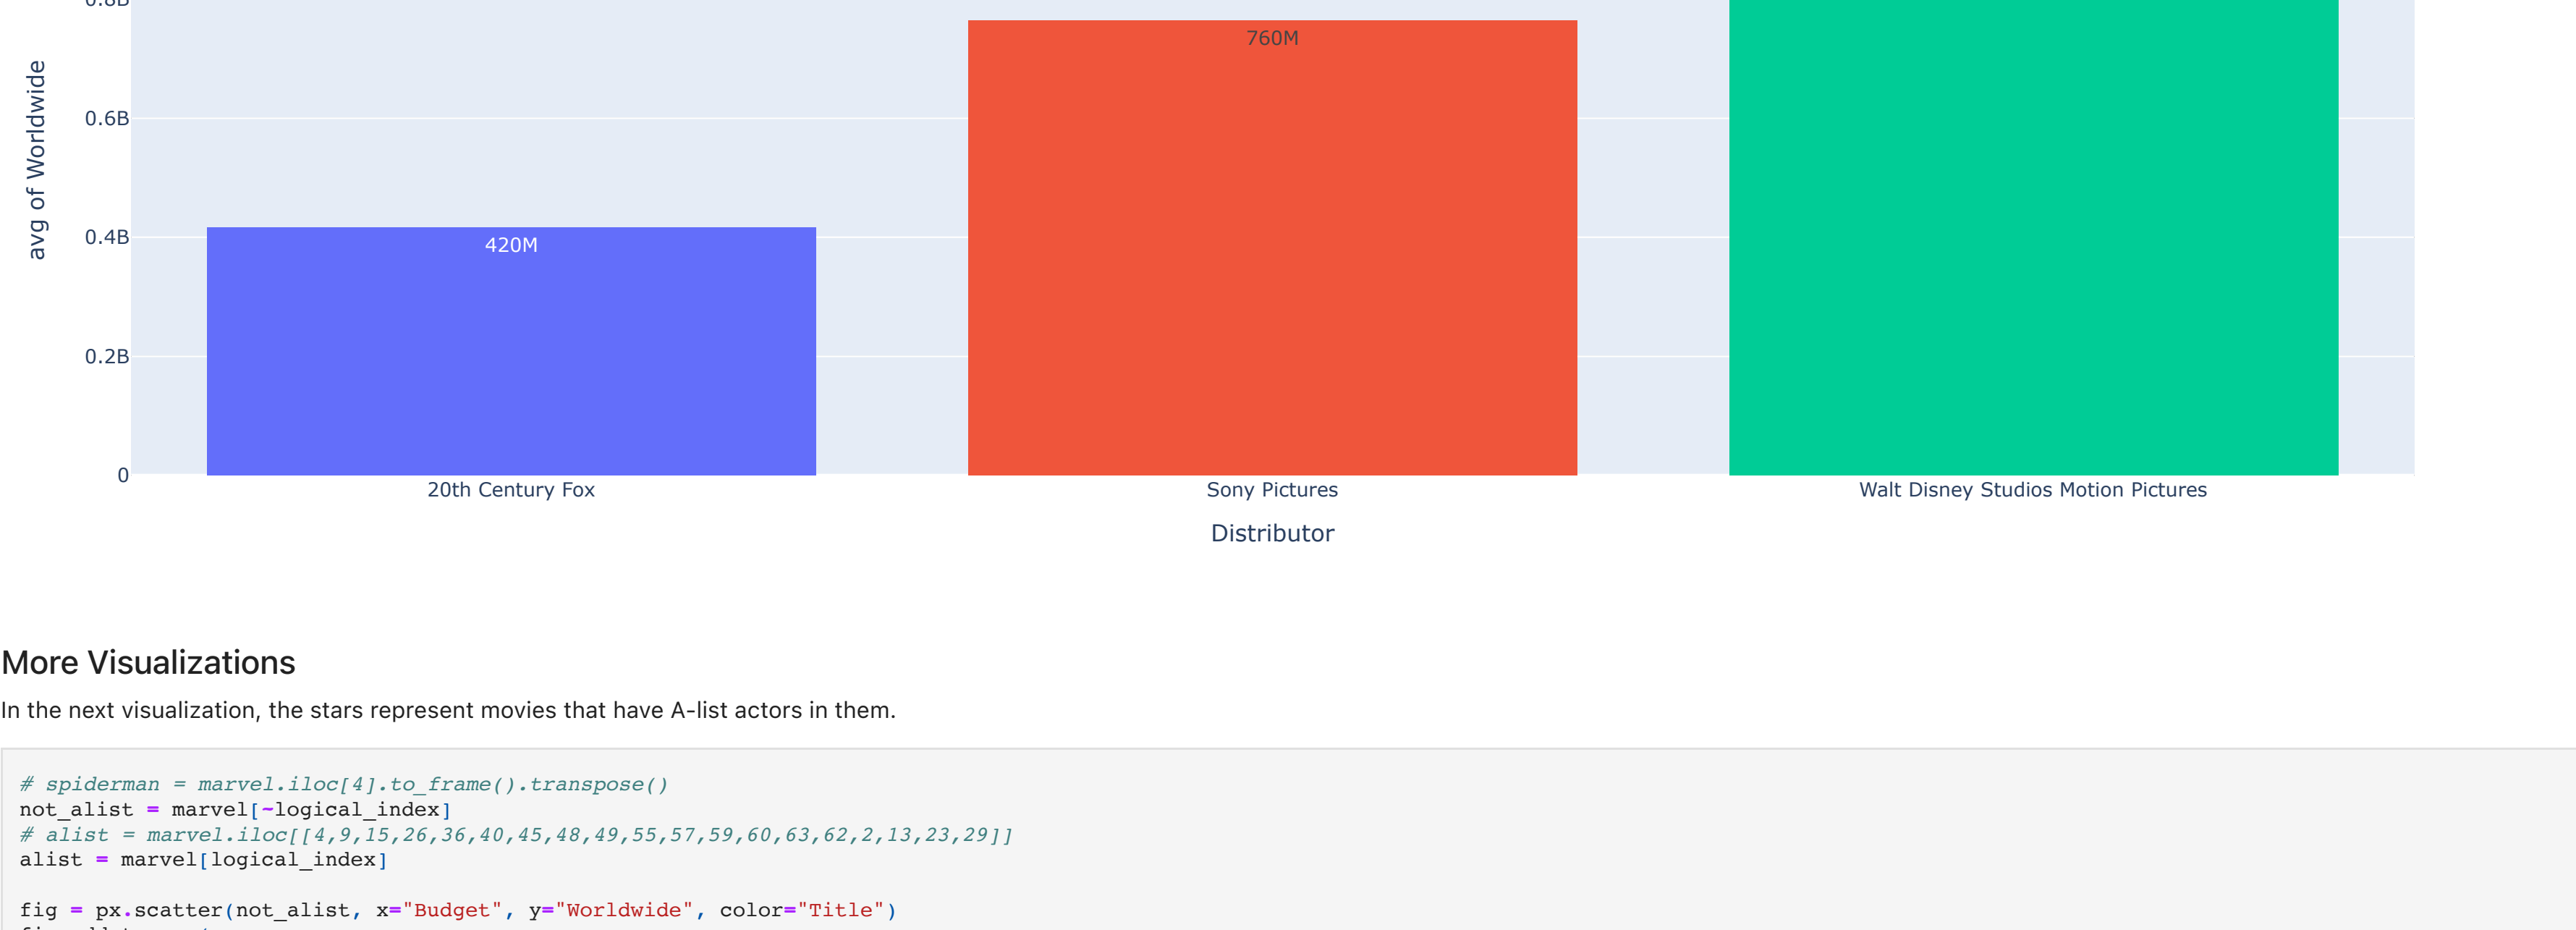 0.8B
760M
avg of Worldwide
0.6B
0.4B
420M
0.2B
0
20th Century Fox
Sony Pictures
Walt Disney Studios Motion Pictures
Distributor
More Visualizations
In the next visualization, the stars represent movies that have A-list actors in them.
# spiderman = marvel.iloc[4].to_frame().transpose()
not_alist = marvel[~logical_index]
# alist = marvel.iloc[[4,9,15,26,36,40,45,48,49,55,57,59,60,63,62,2,13,23,29]]
alist = marvel[logical_index]
fig = px.scatter(not_alist, x="Budget", y="Worldwide", color="Title")